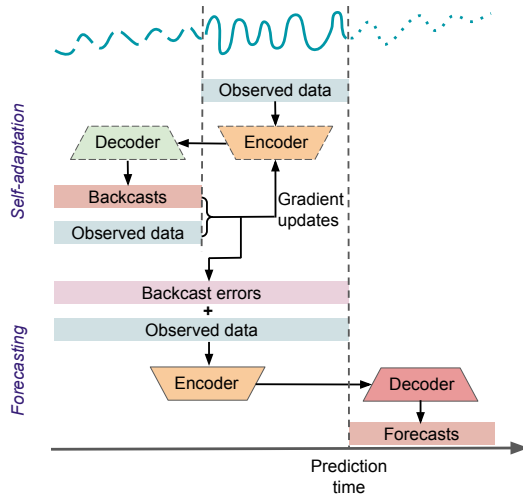 Observed data
Self-adaptation
Decoder
Encoder
Backcasts
Gradient
updates
Observed data
Backcast errors
+
Observed data
Forecasting
Encoder
Decoder
Forecasts
Prediction
time